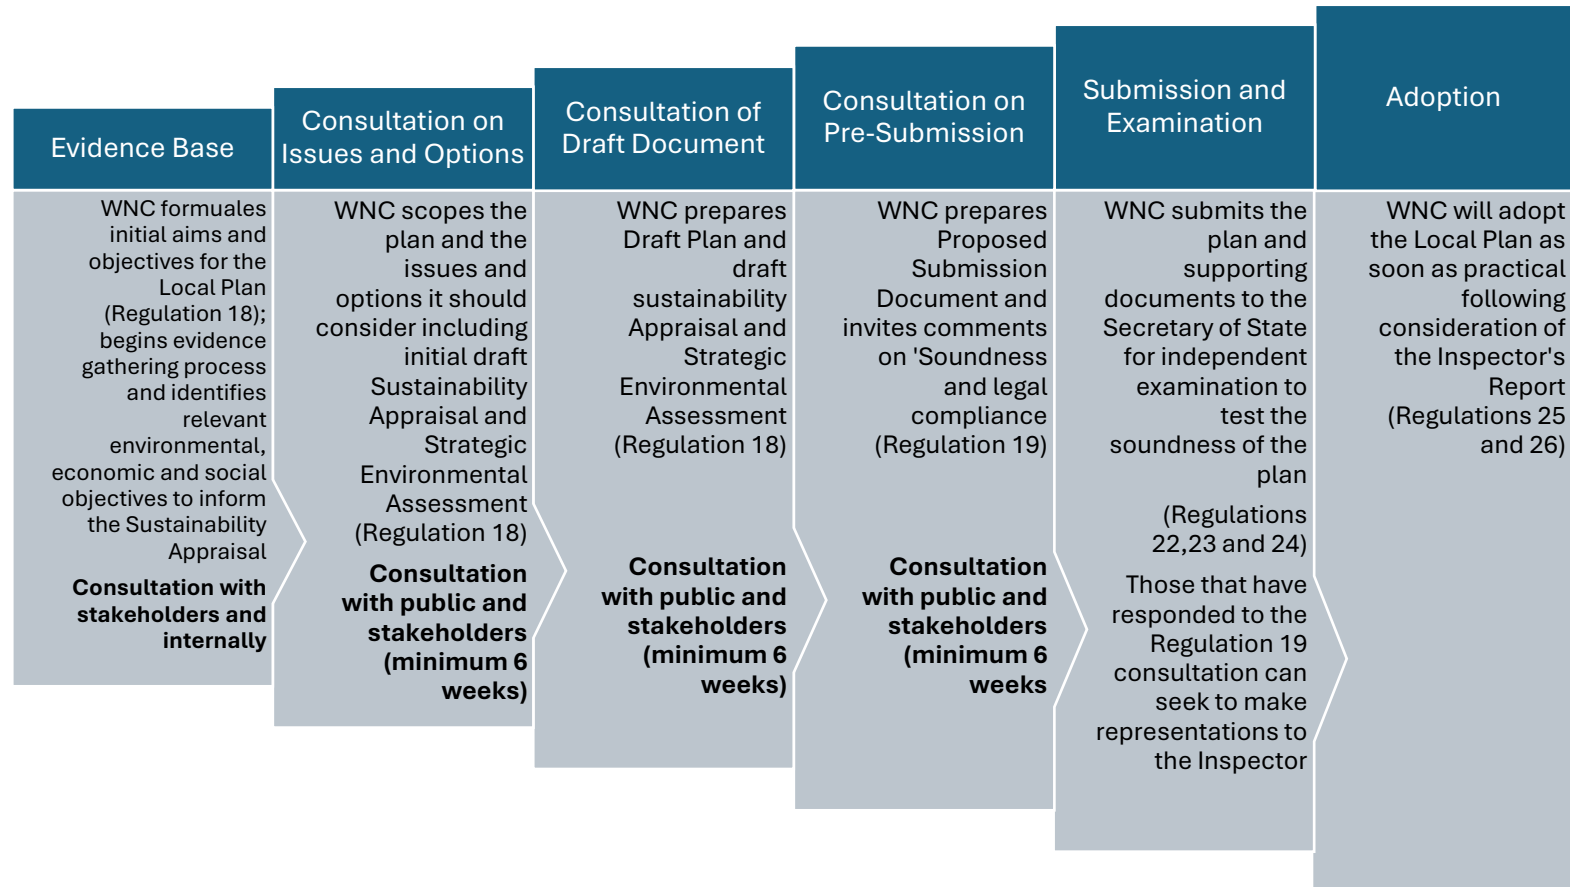 Evidence Base
WNC formuales
initial aims and
objectives for the
Local Plan
(Regulation 18);
begins evidence
gathering process
and identifies
relevant
environmental,
economic and social
objectives to inform
the Sustainability
Appraisal
Consultation with
stakeholders and
internally
Consultation on
Issues and Options
WNC scopes the
plan and the
issues and
options it should
consider including
initial draft
Sustainability
Appraisal and
Strategic
Environmental
Assessment
(Regulation 18)
Consultation
with public and
stakeholders
(minimum 6
weeks)
Consultation of
Draft Document
WNC prepares
Draft Plan and
draft
sustainability
Appraisal and
Strategic
Environmental
Assessment
(Regulation 18)
Consultation
with public and
stakeholders
(minimum 6
weeks)
Consultation on
Pre-Submission
WNC prepares
Proposed
Submission
Document and
invites comments
on 'Soundness
and legal
compliance
(Regulation 19)
Consultation
with public and
stakeholders
(minimum 6
weeks
Submission and
Examination
WNC submits the
plan and
supporting
documents to the
Secretary of State
for independent
examination to
test the
soundness of the
plan
(Regulations
22,23 and 24)
Those that have
responded to the
Regulation 19
consultation can
seek to make
representations to
the Inspector
Adoption
WNC will adopt
the Local Plan as
soon as practical
following
consideration of
the Inspector's
Report
(Regulations 25
and 26)